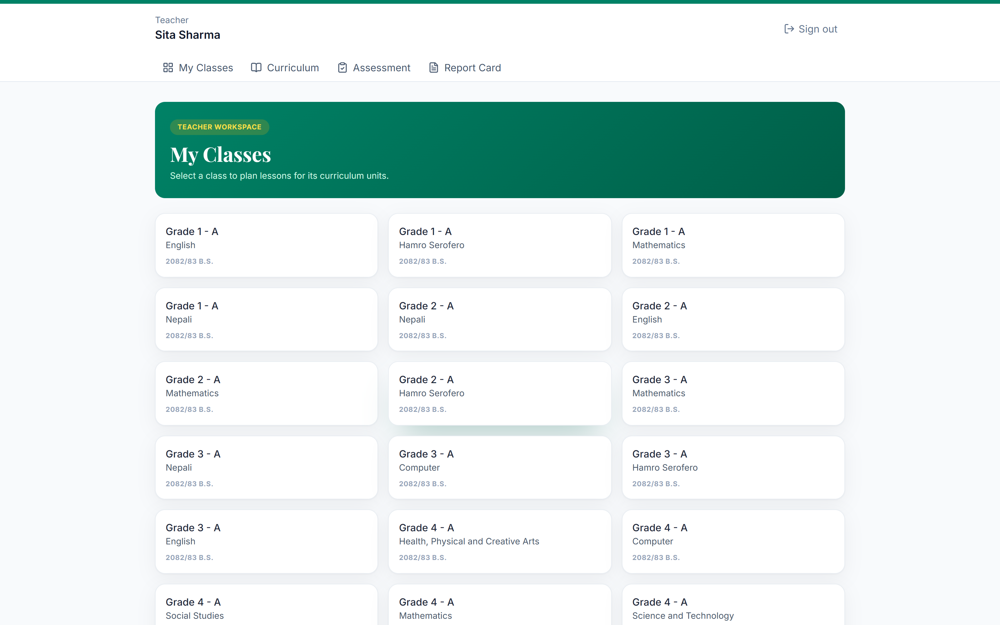 Teacher
Sita Sharma
Sign out
My Classes
Curriculum
Assessment
Report Card
TEACHER WORKSPACE
My Classes
Select a class to plan lessons for its curriculum units.
Grade 1 - A
English
2082/83 B.S.
Grade 1 - A
Hamro Serofero
2082/83 B.S.
Grade 1 - A
Mathematics
2082/83 B.S.
Grade 1 - A
Nepali
2082/83 B.S.
Grade 2 - A
Nepali
2082/83 B.S.
Grade 2 - A
English
2082/83 B.S.
Grade 2 - A
Mathematics
2082/83 B.S.
Grade 2 - A
Hamro Serofero
2082/83 B.S.
Grade 3 - A
Mathematics
2082/83 B.S.
Grade 3 - A
Nepali
2082/83 B.S.
Grade 3 - A
Computer
2082/83 B.S.
Grade 3 - A
Hamro Serofero
2082/83 B.S.
Grade 3 - A
English
2082/83 B.S.
Grade 4 - A
Health, Physical and Creative Arts
2082/83 B.S.
Grade 4 - A
Computer
2082/83 B.S.
Grade 4 - A
Social Studies
Grade 4 - A
Mathematics
Grade 4 - A
Science and Technology